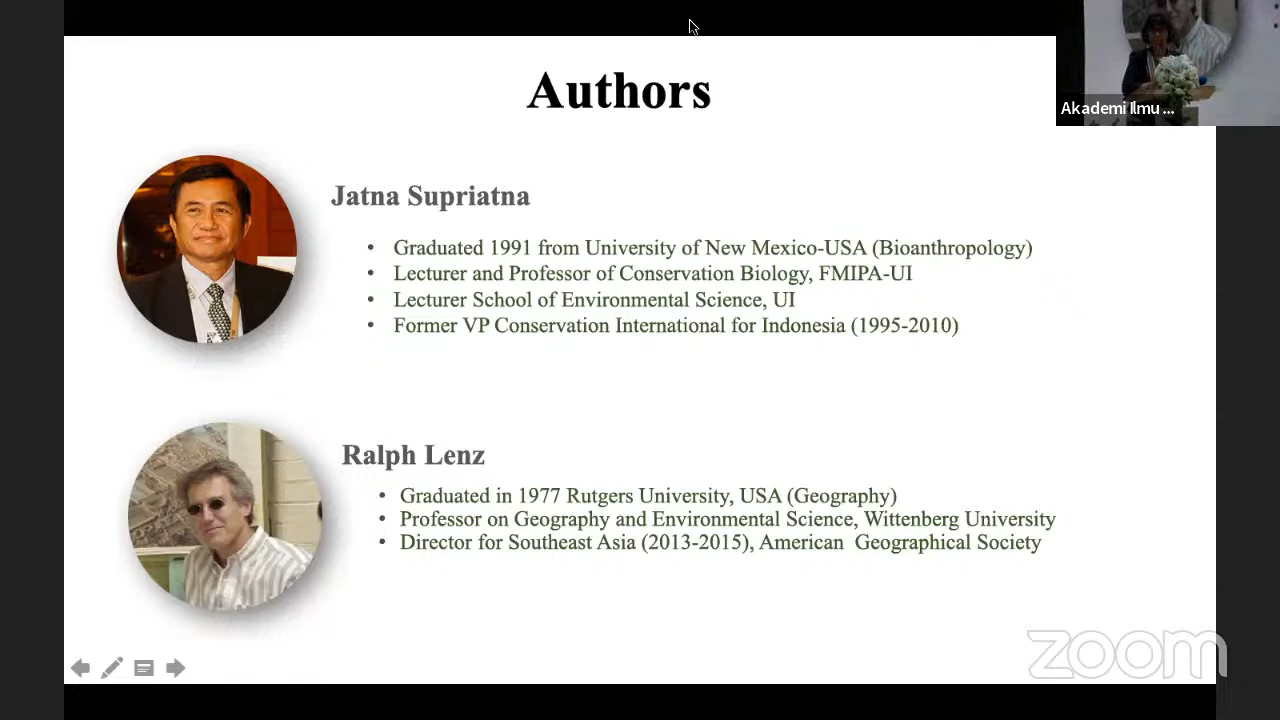 Authors
Akademi Ilmu ...
Jatna Supriatna
• Graduated 1991 from University of New Mexico-USA (Bioanthropology)
• Lecturer and Professor of Conservation Biology, FMIPA-UI
• Lecturer School of Environmental Science, UI
• Former VP Conservation International for Indonesia (1995-2010)
Ralph Lenz
• Graduated in 1977 Rutgers University, USA (Geography)
• Professor on Geography and Environmental Science, Wittenberg University
• Director for Southeast Asia (2013-2015), American Geographical Society
zoom